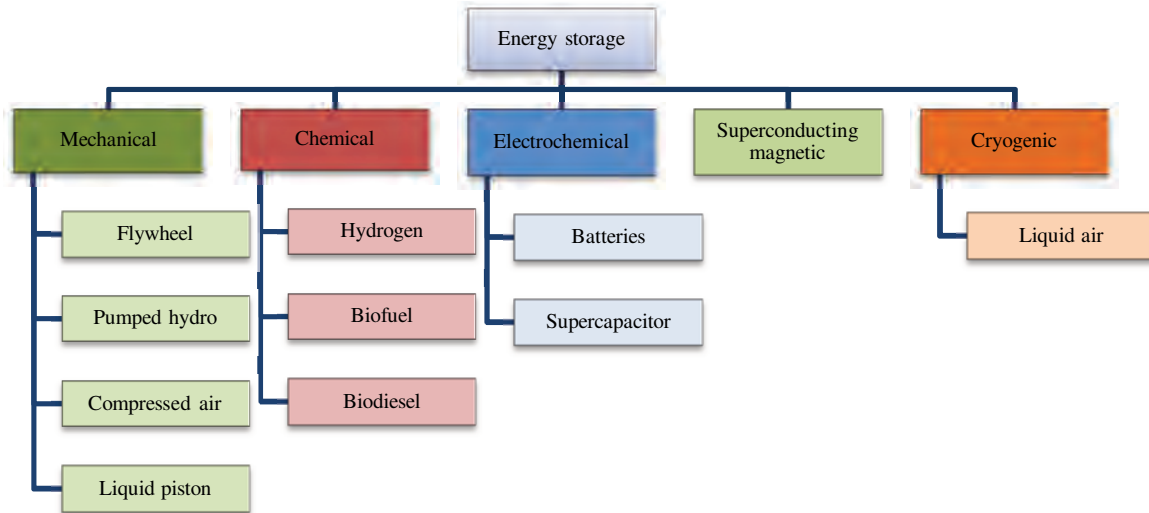 Energy storage
Mechanical
Chemical
Electrochemical
Superconducting
magnetic
Cryogenic
Flywheel
Pumped hydro
Compressed air
Liquid piston
Hydrogen
Biofuel
Biodiesel
Batteries
Supercapacitor
Liquid air